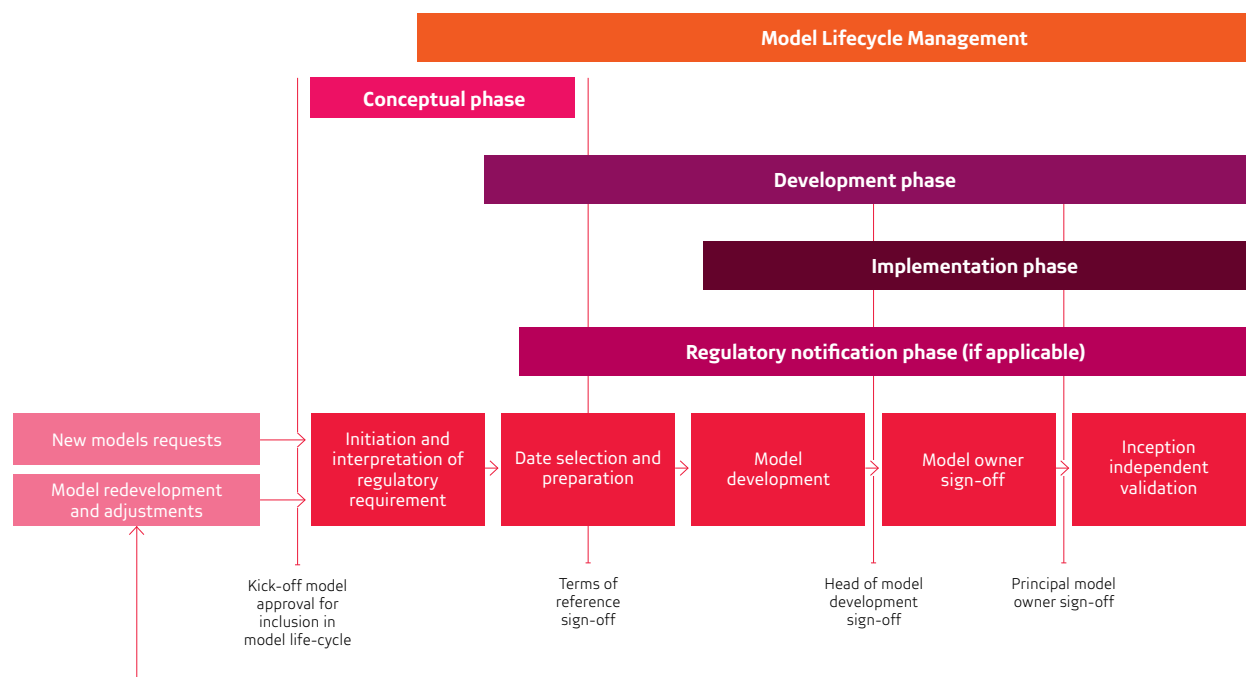 Model Lifecycle Management
Conceptual phase
Development phase
Implementation phase
Regulatory notification phase (if applicable)
New models requests
Model redevelopment
and adjustments
Initiation and
interpretation of
regulatory
requirement
Date selection and
preparation
Model
development
Model owner
sign-off
Inception
independent
validation
Kick-off model
approval for
inclusion in
model life-cycle
Terms of
reference
sign-off
Head of model
development
sign-off
Principal model
owner sign-off